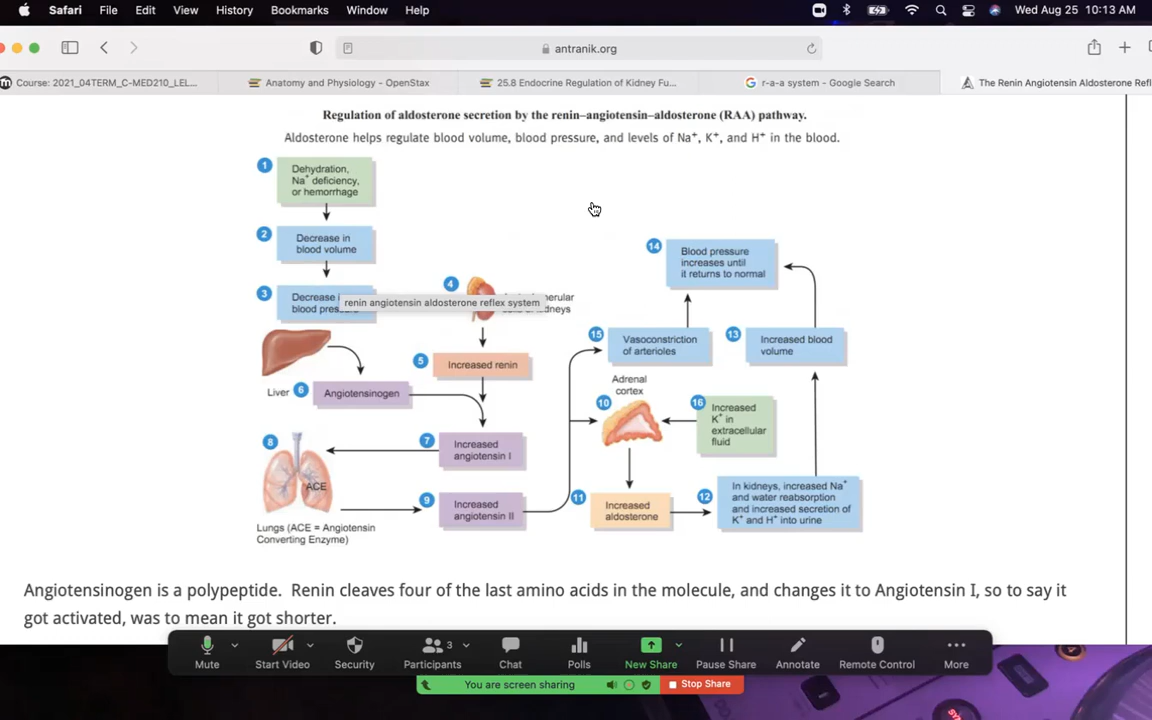 Safari File Edit View History Bookmarks Window Help Wed Aug 25 10:13 AM
antranik.org
Course: 2021_04TERM_C-MED210_LEL... Anatomy and Physiology - OpenStax 25.8 Endocrine Regulation of Kidney Fu... r-a-a system - Google Search The Renin Angiotensin Aldosterone Refl
Regulation of aldosterone secretion by the renin–angiotensin–aldosterone (RAA) pathway.
Aldosterone helps regulate blood volume, blood pressure, and levels of Na⁺, K⁺, and H⁺ in the blood.
1
Dehydration,
Na⁺ deficiency,
or hemorrhage
2
Decrease in
blood volume
3
Decrease
blood
renin angiotensin aldosterone reflex system
4
5
Increased renin
Liver
6
Angiotensinogen
7
Increased
angiotensin I
8
ACE
Lungs (ACE = Angiotensin
Converting Enzyme)
9
Increased
angiotensin II
14
Blood pressure
increases until
it returns to normal
15
Vasoconstriction
of arterioles
13
Increased blood
volume
Adrenal
cortex
10
16
Increased
K⁺ in
extracellular
fluid
11
Increased
aldosterone
12
In kidneys, increased Na⁺
and water reabsorption
and increased secretion of
K⁺ and H⁺ into urine
Angiotensinogen is a polypeptide. Renin cleaves four of the last amino acids in the molecule, and changes it to Angiotensin I, so to say it
got activated, was to mean it got shorter.
Mute Start Video Security Participants 3 Chat Polls New Share Pause Share Annotate Remote Control More
You are screen sharing Stop Share